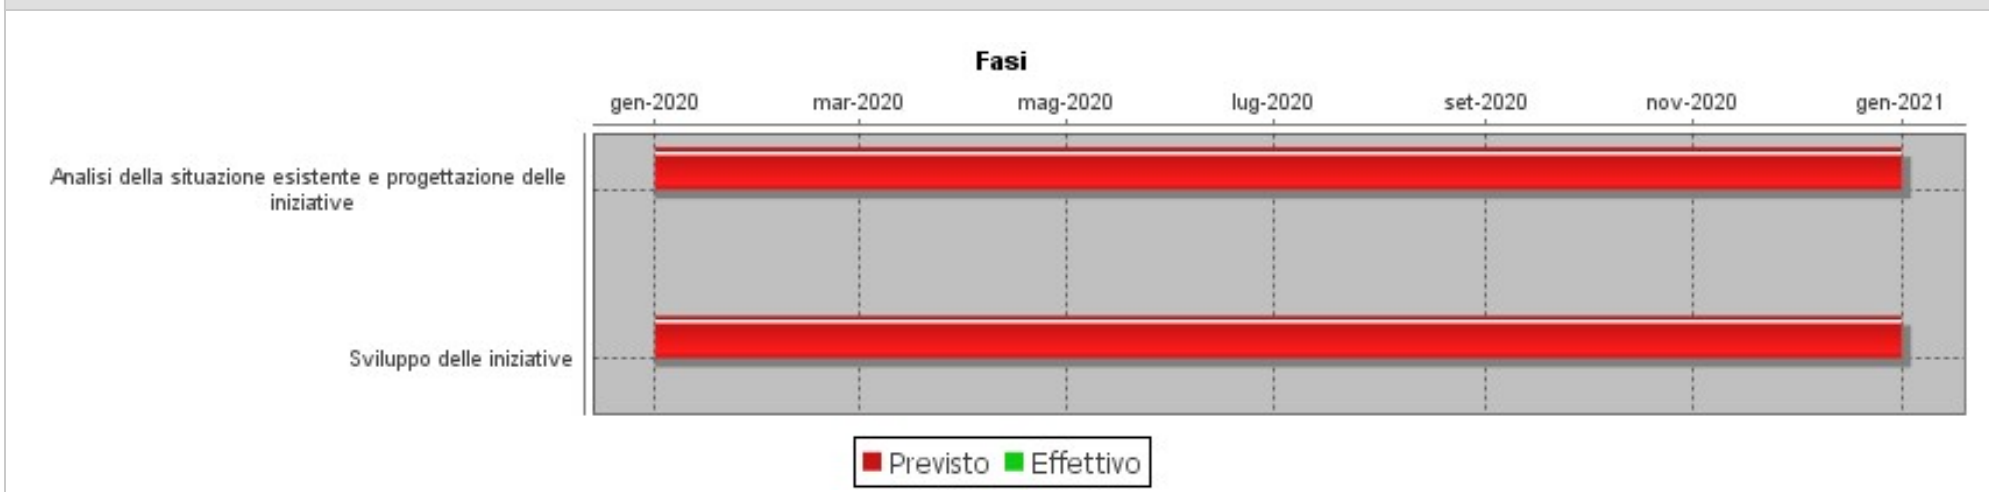 Fasi
gen-2020 mar-2020 mag-2020 lug-2020 set-2020 nov-2020 gen-2021
Analisi della situazione esistente e progettazione delle
iniziative
Sviluppo delle iniziative
Previsto Effettivo